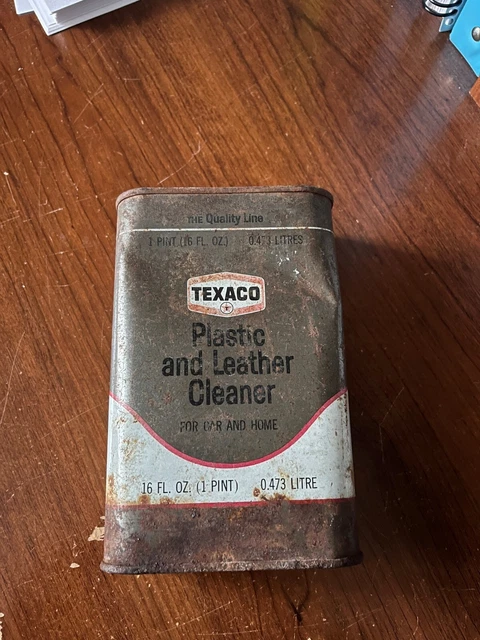 THE Quality Line
1 PINT (16 FL. OZ.) 0.473 LITRES
TEXACO
Plastic
and Leather
Cleaner
FOR CAR AND HOME
16 FL. OZ. (1 PINT) 0.473 LITRE